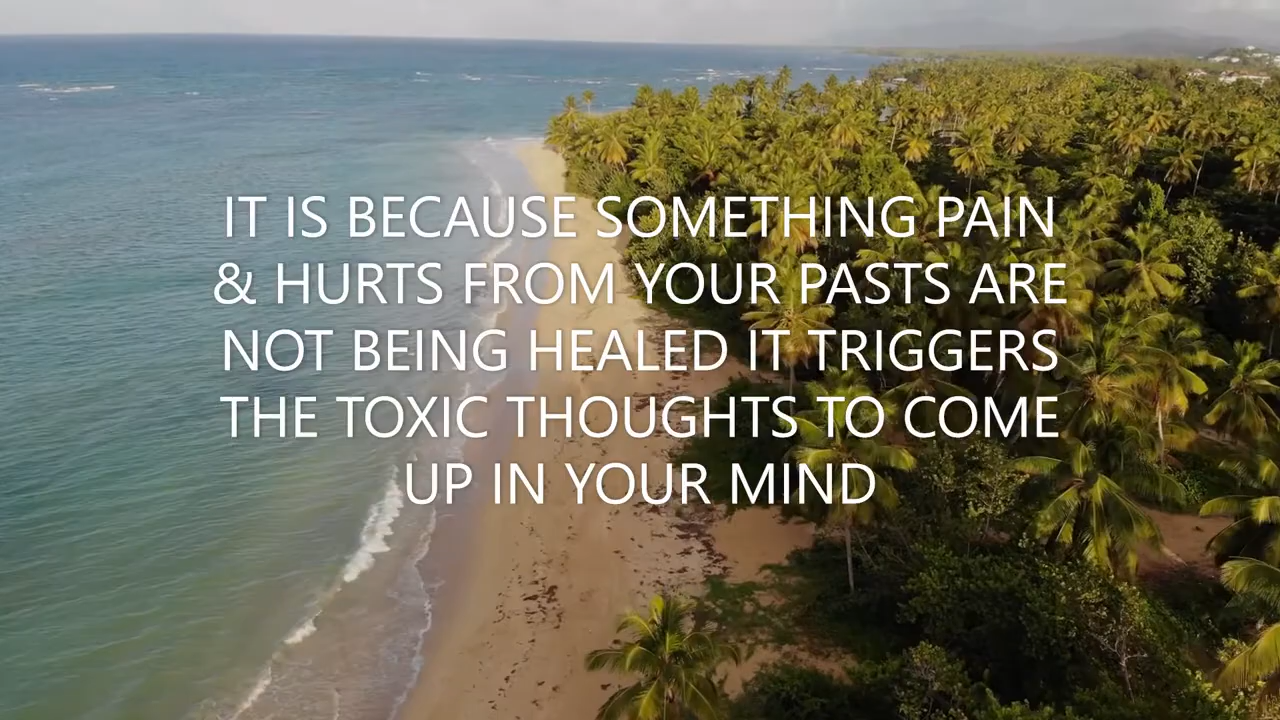 IT IS BECAUSE SOMETHING PAIN
& HURTS FROM YOUR PASTS ARE
NOT BEING HEALED IT TRIGGERS
THE TOXIC THOUGHTS TO COME
UP IN YOUR MIND